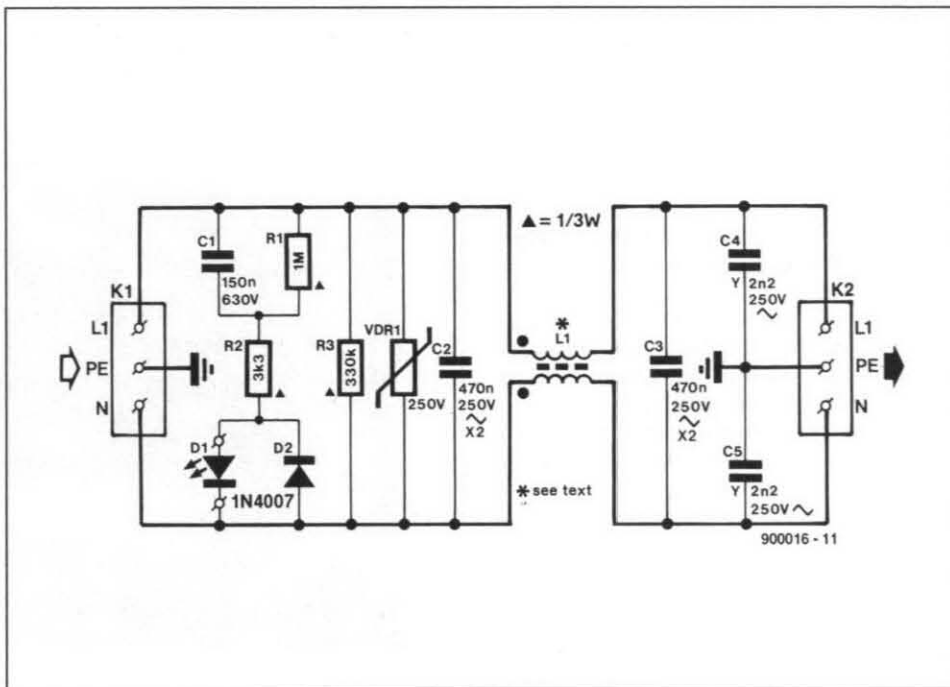 K1
L1
PE
N
C1
150n
630V
R1
1M
▲
R2
3k3
▲
D1
D2
1N4007
R3
330k
▲
VDR1
250V
C2
470n
250V
~
X2
▲ = 1/3W
*
L1
* see text
C3
470n
250V
~
X2
C4
Y 2n2
250V
~
C5
Y 2n2
250V ~
K2
L1
PE
N
900016 - 11